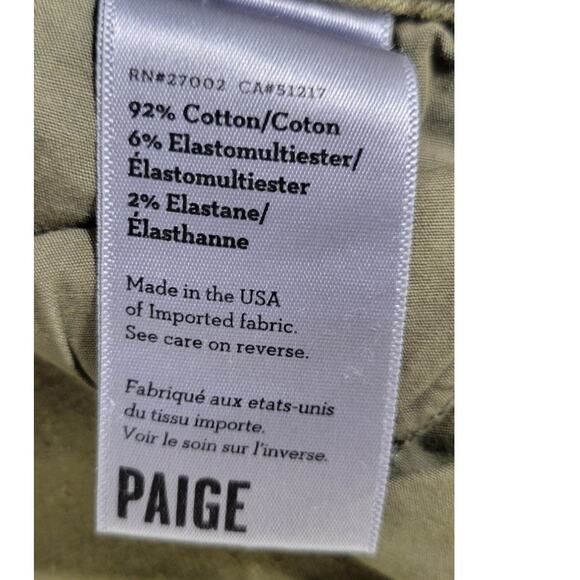 RN#27002 CA#51217
92% Cotton/Coton
6% Elastomultiester/
Élastomultiester
2% Elastane/
Élasthanne
Made in the USA
of Imported fabric.
See care on reverse.
Fabriqué aux etats-unis
du tissu importe.
Voir le soin sur l'inverse.
PAIGE